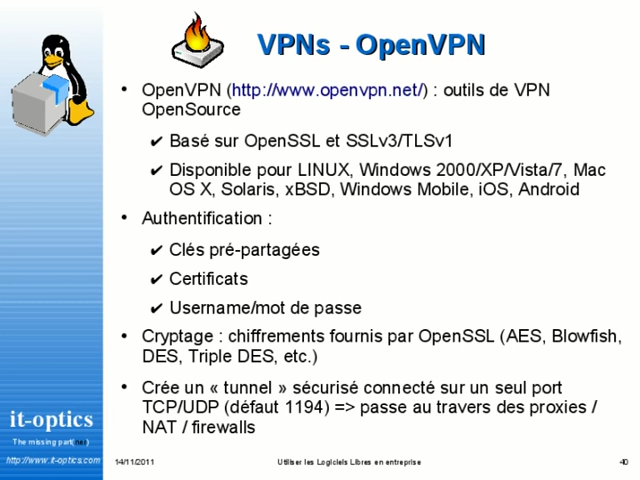 VPNs - OpenVPN
• OpenVPN (http://www.openvpn.net/) : outils de VPN
OpenSource
✔ Basé sur OpenSSL et SSLv3/TLSv1
✔ Disponible pour LINUX, Windows 2000/XP/Vista/7, Mac
OS X, Solaris, xBSD, Windows Mobile, iOS, Android
• Authentification :
✔ Clés pré-partagées
✔ Certificats
✔ Username/mot de passe
• Cryptage : chiffrements fournis par OpenSSL (AES, Blowfish,
DES, Triple DES, etc.)
• Crée un « tunnel » sécurisé connecté sur un seul port
TCP/UDP (défaut 1194) => passe au travers des proxies /
NAT / firewalls
it-optics
The missing part(ner)
http://www.it-optics.com
14/11/2011
Utiliser les Logiciels Libres en entreprise
40